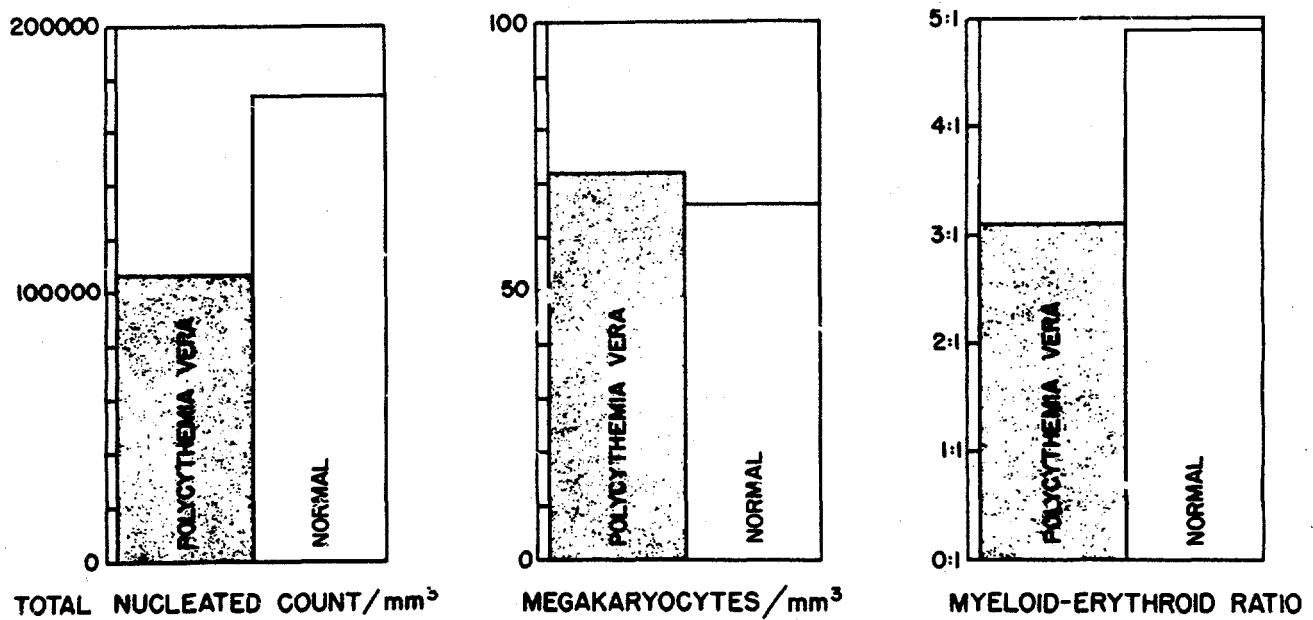 200000
100000
0
POLYCYTHEMIA VERA
NORMAL
TOTAL NUCLEATED COUNT/mm³
100
50
0
POLYCYTHEMIA VERA
NORMAL
MEGAKARYOCYTES/mm³
5:1
4:1
3:1
2:1
1:1
0:1
POLYCYTHEMIA VERA
NORMAL
MYELOID-ERYTHROID RATIO